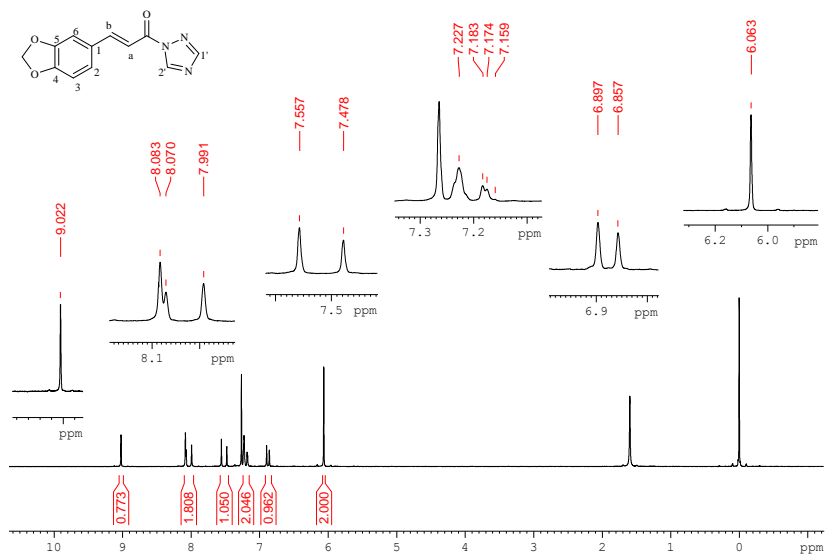 O
b
6
N
N
5
1
1'
N
O
a
2'
N
O
4
2
3
9.022
8.083
8.070
7.991
7.557
7.478
7.227
7.183
7.174
7.159
6.897
6.857
6.063
ppm
8.1 ppm
7.5 ppm
7.3 7.2 ppm
6.9 ppm
6.2 6.0 ppm
0.773
1.808
1.050
2.046
0.962
2.000
10 9 8 7 6 5 4 3 2 1 0 ppm